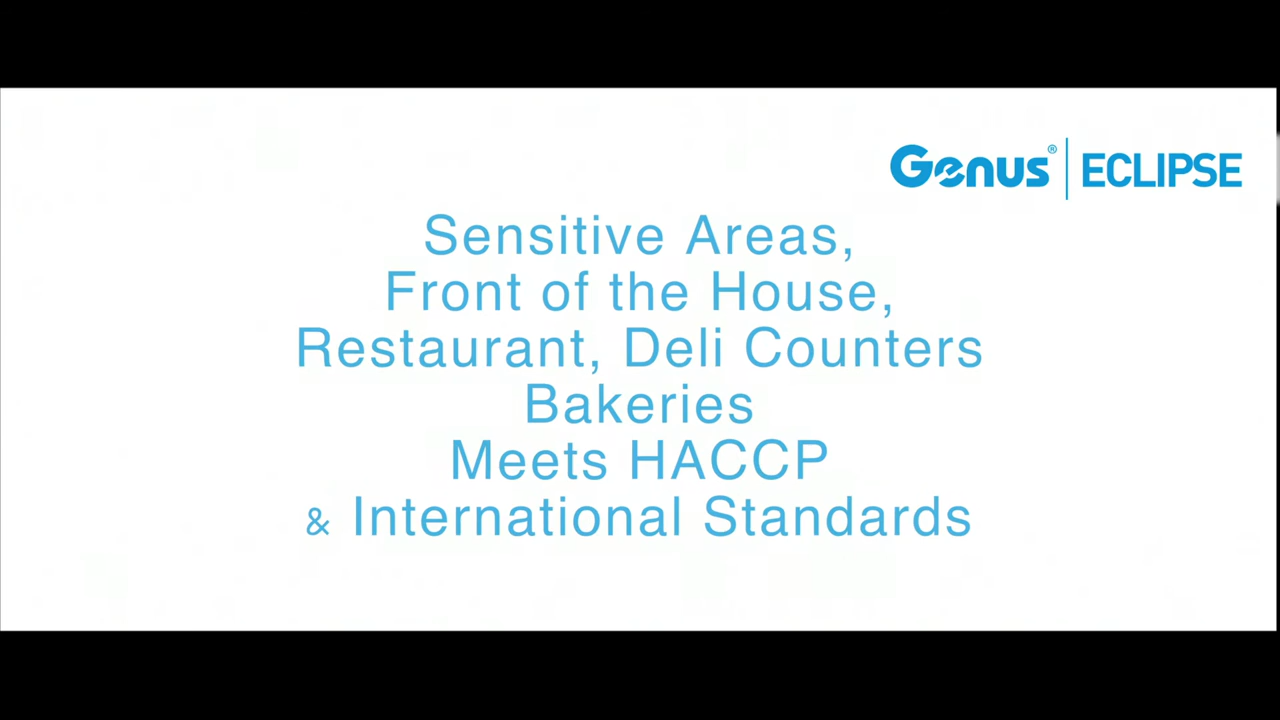 Genus® | ECLIPSE
Sensitive Areas,
Front of the House,
Restaurant, Deli Counters
Bakeries
Meets HACCP
& International Standards